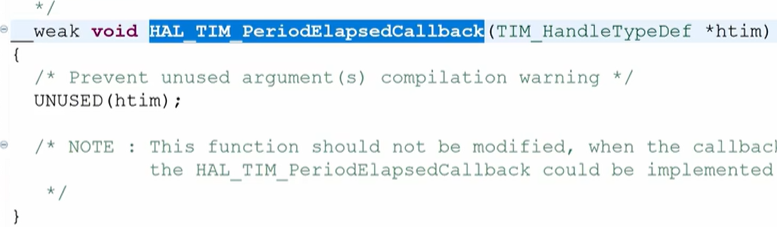 */
__weak void HAL_TIM_PeriodElapsedCallback(TIM_HandleTypeDef *htim)
{
/* Prevent unused argument(s) compilation warning */
UNUSED(htim);
/* NOTE : This function should not be modified, when the callback
the HAL_TIM_PeriodElapsedCallback could be implemented
*/
}